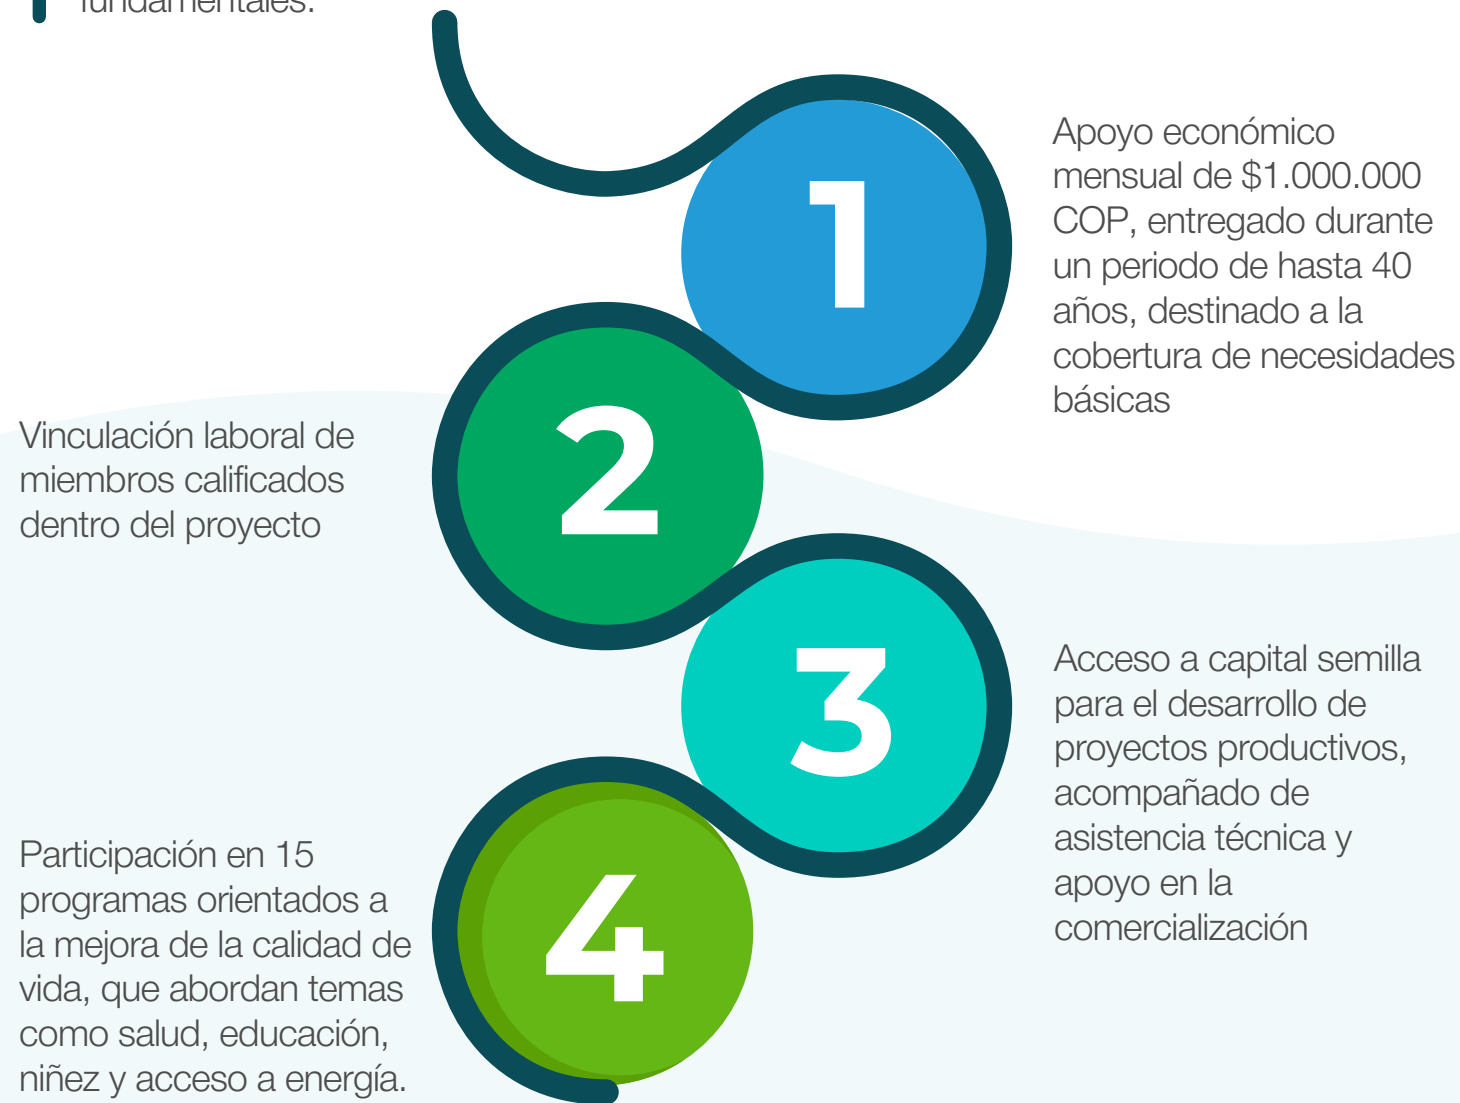 fundamentales.
1
Apoyo económico
mensual de $1.000.000
COP, entregado durante
un periodo de hasta 40
años, destinado a la
cobertura de necesidades
básicas
2
Vinculación laboral de
miembros calificados
dentro del proyecto
3
Acceso a capital semilla
para el desarrollo de
proyectos productivos,
acompañado de
asistencia técnica y
apoyo en la
comercialización
4
Participación en 15
programas orientados a
la mejora de la calidad de
vida, que abordan temas
como salud, educación,
niñez y acceso a energía.